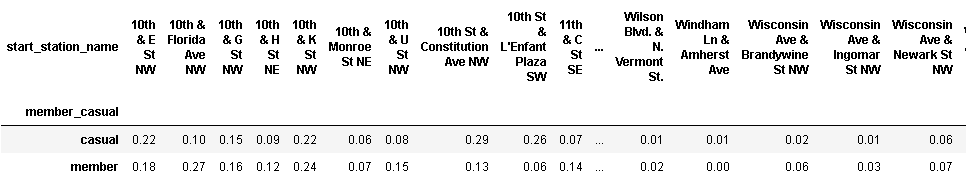 start_station_name
10th
& E
St
NW
10th &
Florida
Ave
NW
10th
& G
St
NW
10th
& H
St
NE
10th
& K
St
NW
10th &
Monroe
St NE
10th
& U
St
NW
10th St &
Constitution
Ave NW
10th St
&
L'Enfant
Plaza
SW
11th
& C
St
SE
...
Wilson
Blvd. &
N.
Vermont
St.
Windham
Ln &
Amherst
Ave
Wisconsin
Ave &
Brandywine
St NW
Wisconsin
Ave &
Ingomar
St NW
Wisconsin
Ave &
Newark St
NW
member_casual
casual 0.22 0.10 0.15 0.09 0.22 0.06 0.08 0.29 0.26 0.07 ... 0.01 0.01 0.02 0.01 0.06
member 0.18 0.27 0.16 0.12 0.24 0.07 0.15 0.13 0.06 0.14 ... 0.02 0.00 0.06 0.03 0.07